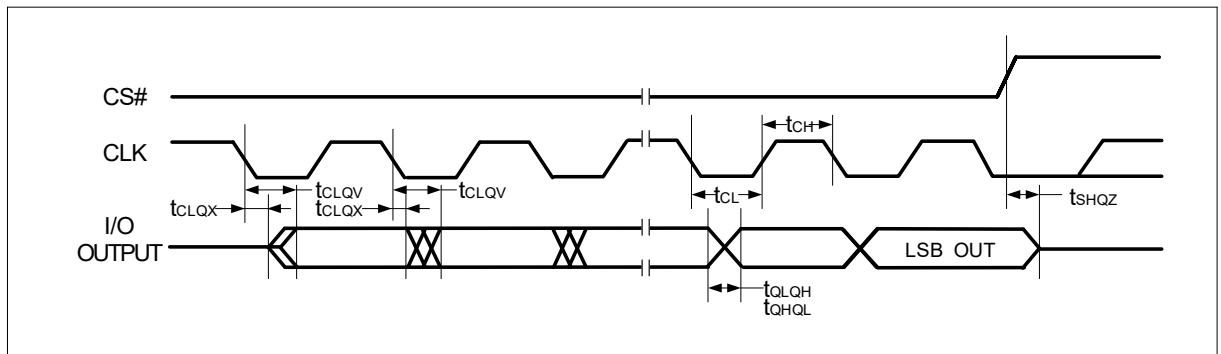 CS#
CLK
tCH
tCLQV
tCLQV
tCLQX
tCLQX
tCL
tSHQZ
I/O
OUTPUT
LSB OUT
tQLQH
tQHQL